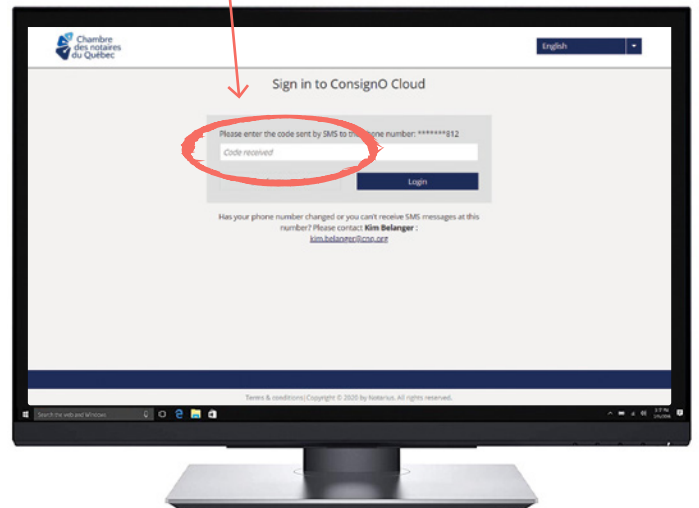 Chambre
des notaires
du Québec
English
Sign in to ConsignO Cloud
Please enter the code sent by SMS to the phone number: *******812
Code received
Login
Has your phone number changed or you can't receive SMS messages at this
number? Please contact Kim Belanger :
kim.belanger@cnp.org
Terms & conditions|Copyright © 2020 by Notarius. All rights reserved.
Search the web and Windows